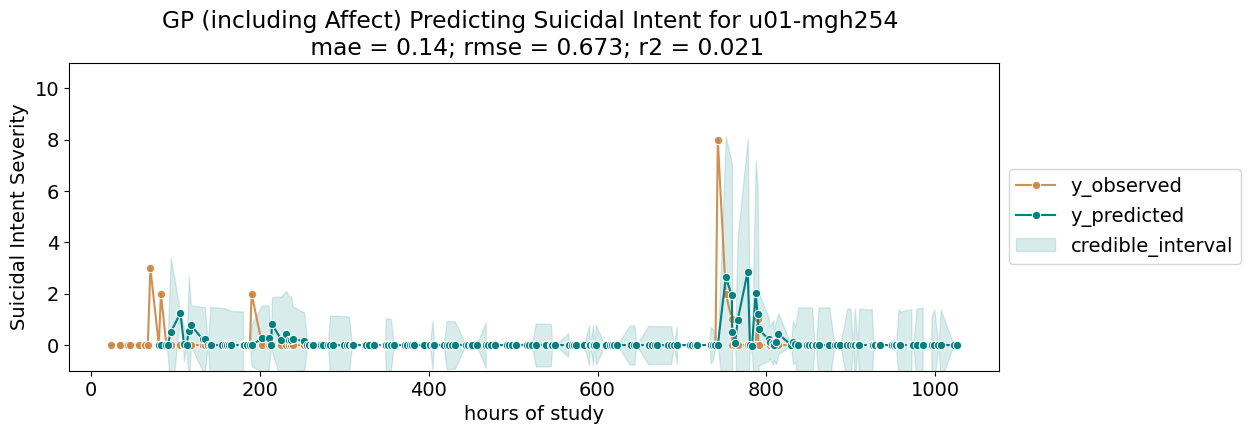 GP (including Affect) Predicting Suicidal Intent for u01-mgh254
mae = 0.14; rmse = 0.673; r2 = 0.021
Suicidal Intent Severity
10
8
6
4
2
0
0 200 400 600 800 1000
hours of study
y_observed
y_predicted
credible_interval